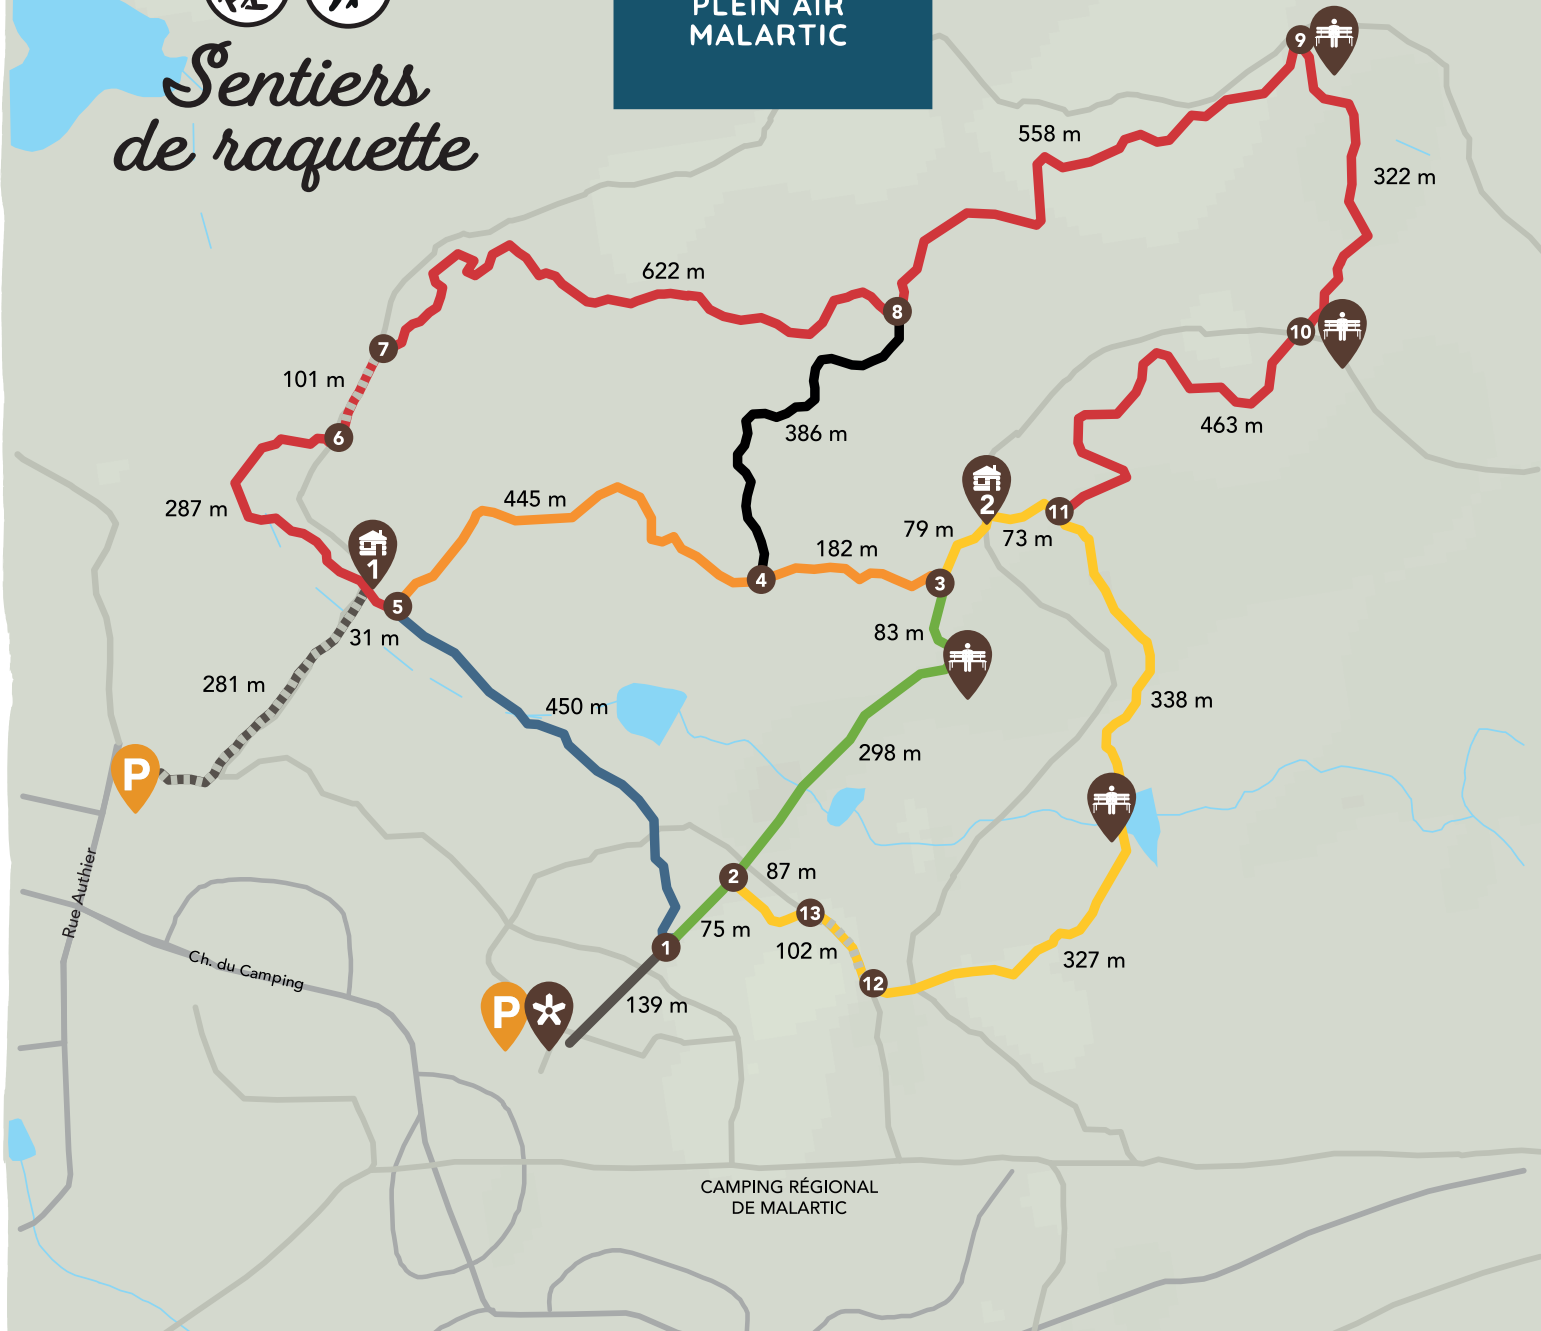 PLEIN AIR
MALARTIC
Sentiers
de raquette
9
558 m
322 m
622 m
8
10
7
101 m
386 m
463 m
6
287 m
445 m
2
11
79 m
73 m
1
182 m
4
3
5
31 m
83 m
281 m
450 m
338 m
298 m
P
Rue Authier
2
87 m
13
75 m
102 m
1
327 m
Ch. du Camping
12
P
139 m
CAMPING RÉGIONAL
DE MALARTIC